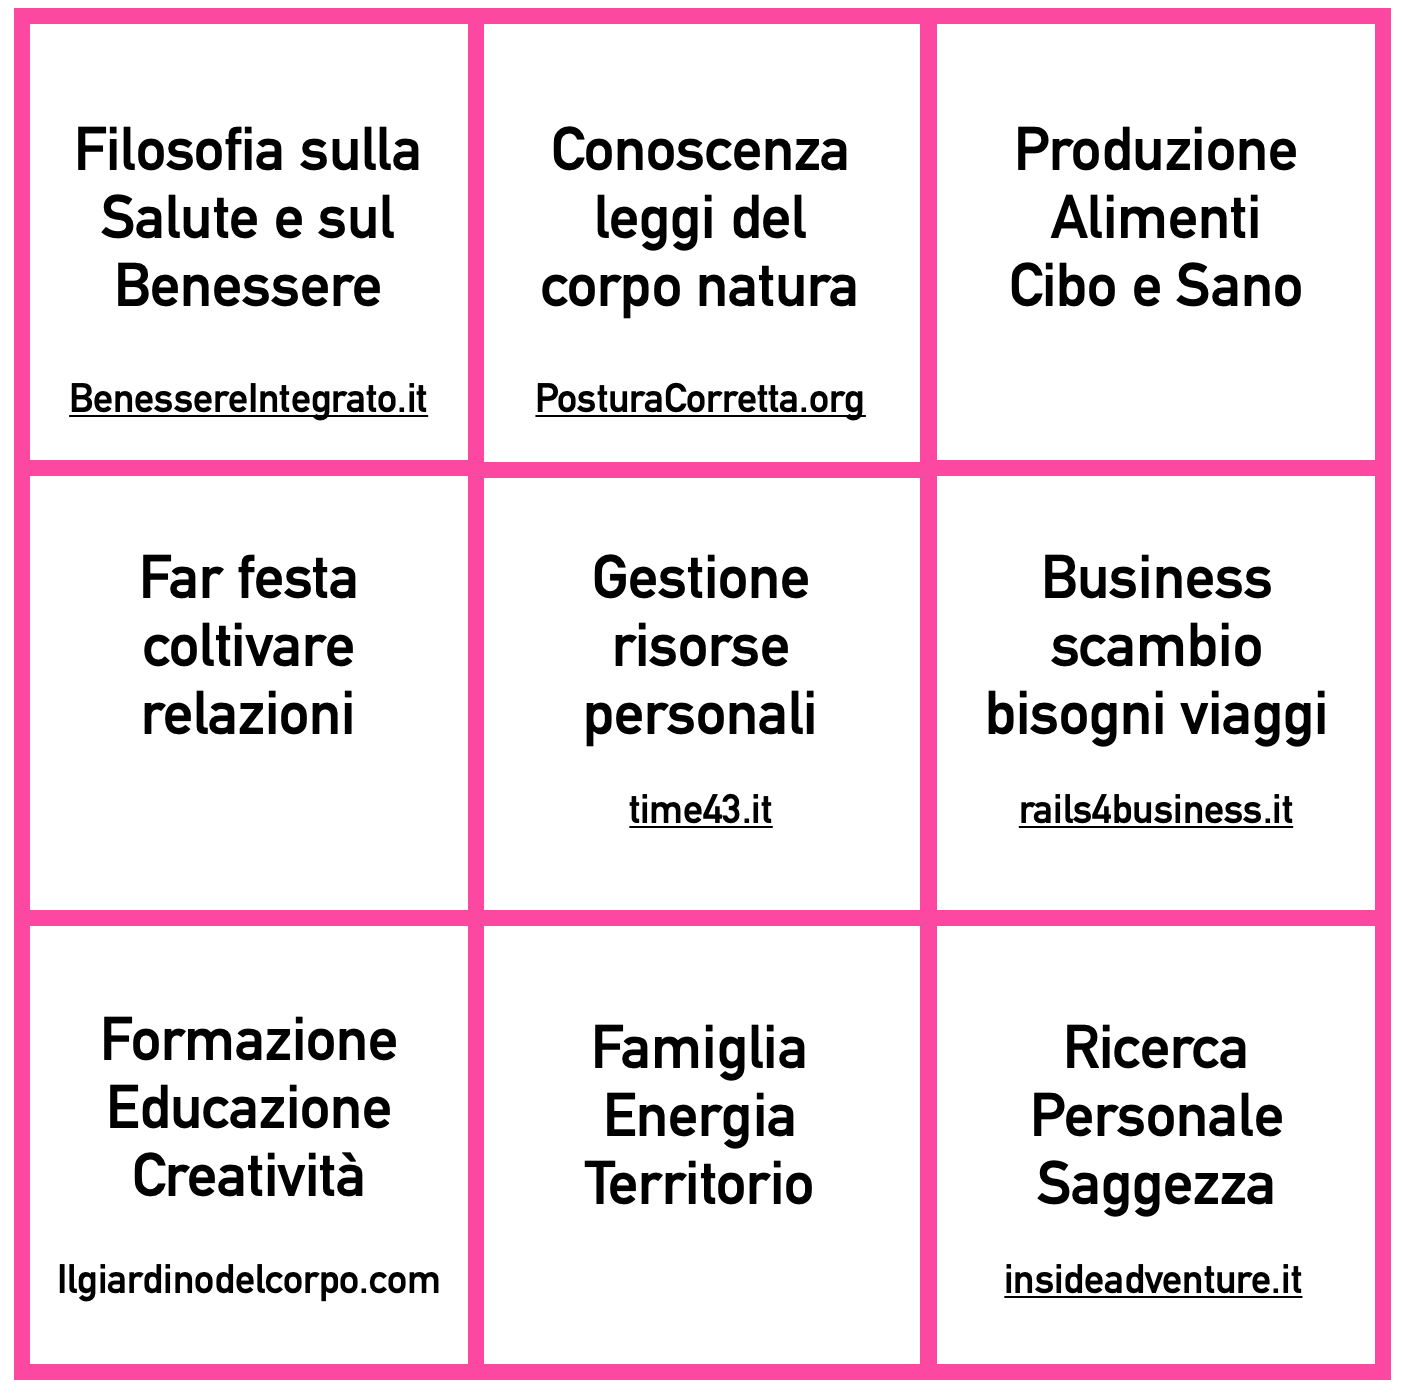 Filosofia sulla
Salute e sul
Benessere
BenessereIntegrato.it
Conoscenza
leggi del
corpo natura
PosturaCorretta.org
Produzione
Alimenti
Cibo e Sano
Far festa
coltivare
relazioni
Gestione
risorse
personali
time43.it
Business
scambio
bisogni viaggi
rails4business.it
Formazione
Educazione
Creatività
Ilgiardinodelcorpo.com
Famiglia
Energia
Territorio
Ricerca
Personale
Saggezza
insideadventure.it